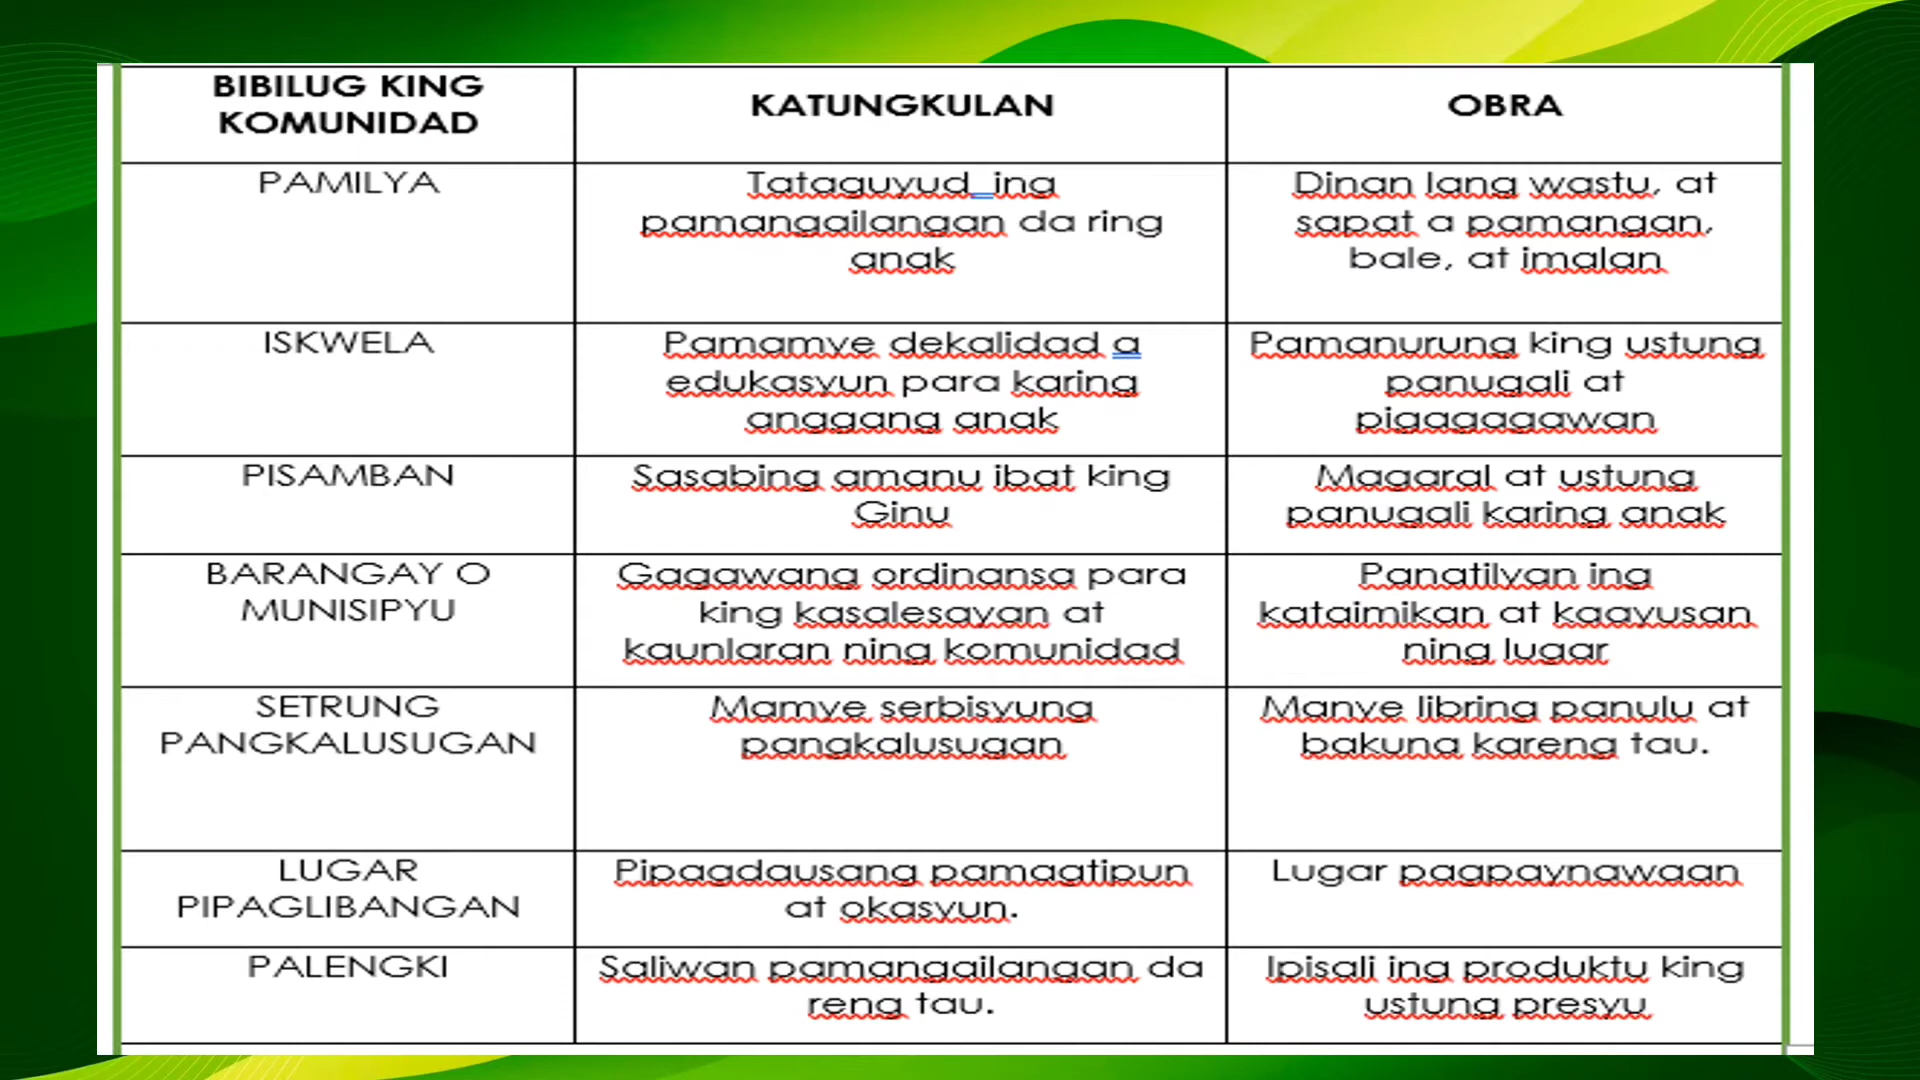 BIBILUG KING
KOMUNIDAD
KATUNGKULAN
OBRA
PAMILYA
Tataguyud ing
pamangailangan da ring
anak
Dinan lang wastu, at
sapat a pamangan,
bale, at imalan
ISKWELA
Pamamye dekalidad a
edukasyun para karing
anggang anak
Pamanurung king ustung
panugali at
pigagagawan
PISAMBAN
Sasabing amanu ibat king
Ginu
Magaral at ustung
panugali karing anak
BARANGAY O
MUNISIPYU
Gagawang ordinansa para
king kasalesayan at
kaunlaran ning komunidad
Panatilyan ing
kataimikan at kaayusan
ning lugar
SETRUNG
PANGKALUSUGAN
Mamye serbisyung
pangkalusugan
Manye libring panulu at
bakuna kareng tau.
LUGAR
PIPAGLIBANGAN
Pipagdausang pamagtipun
at okasyun.
Lugar pagpaynawaan
PALENGKI
Saliwan pamangailangan da
reng tau.
Ipisali ing produktu king
ustung presyu